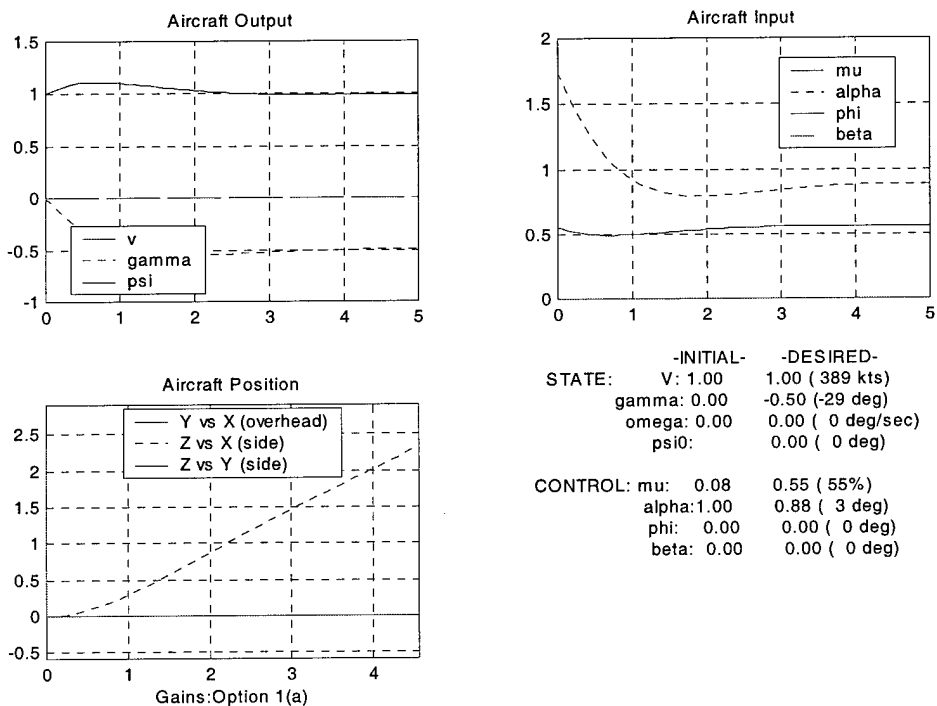 Aircraft Output
1.5
1
0.5
0
-0.5
-1
v
gamma
psi
0 1 2 3 4 5
Aircraft Input
2
1.5
1
0.5
0
mu
alpha
phi
beta
0 1 2 3 4 5
Aircraft Position
2.5
2
1.5
1
0.5
0
-0.5
Y vs X (overhead)
Z vs X (side)
Z vs Y (side)
0 1 2 3 4
Gains:Option 1(a)
-INITIAL- -DESIRED-
STATE: V: 1.00 1.00 ( 389 kts)
gamma: 0.00 -0.50 (-29 deg)
omega: 0.00 0.00 ( 0 deg/sec)
psi0: 0.00 ( 0 deg)
CONTROL: mu: 0.08 0.55 ( 55%)
alpha:1.00 0.88 ( 3 deg)
phi: 0.00 0.00 ( 0 deg)
beta: 0.00 0.00 ( 0 deg)